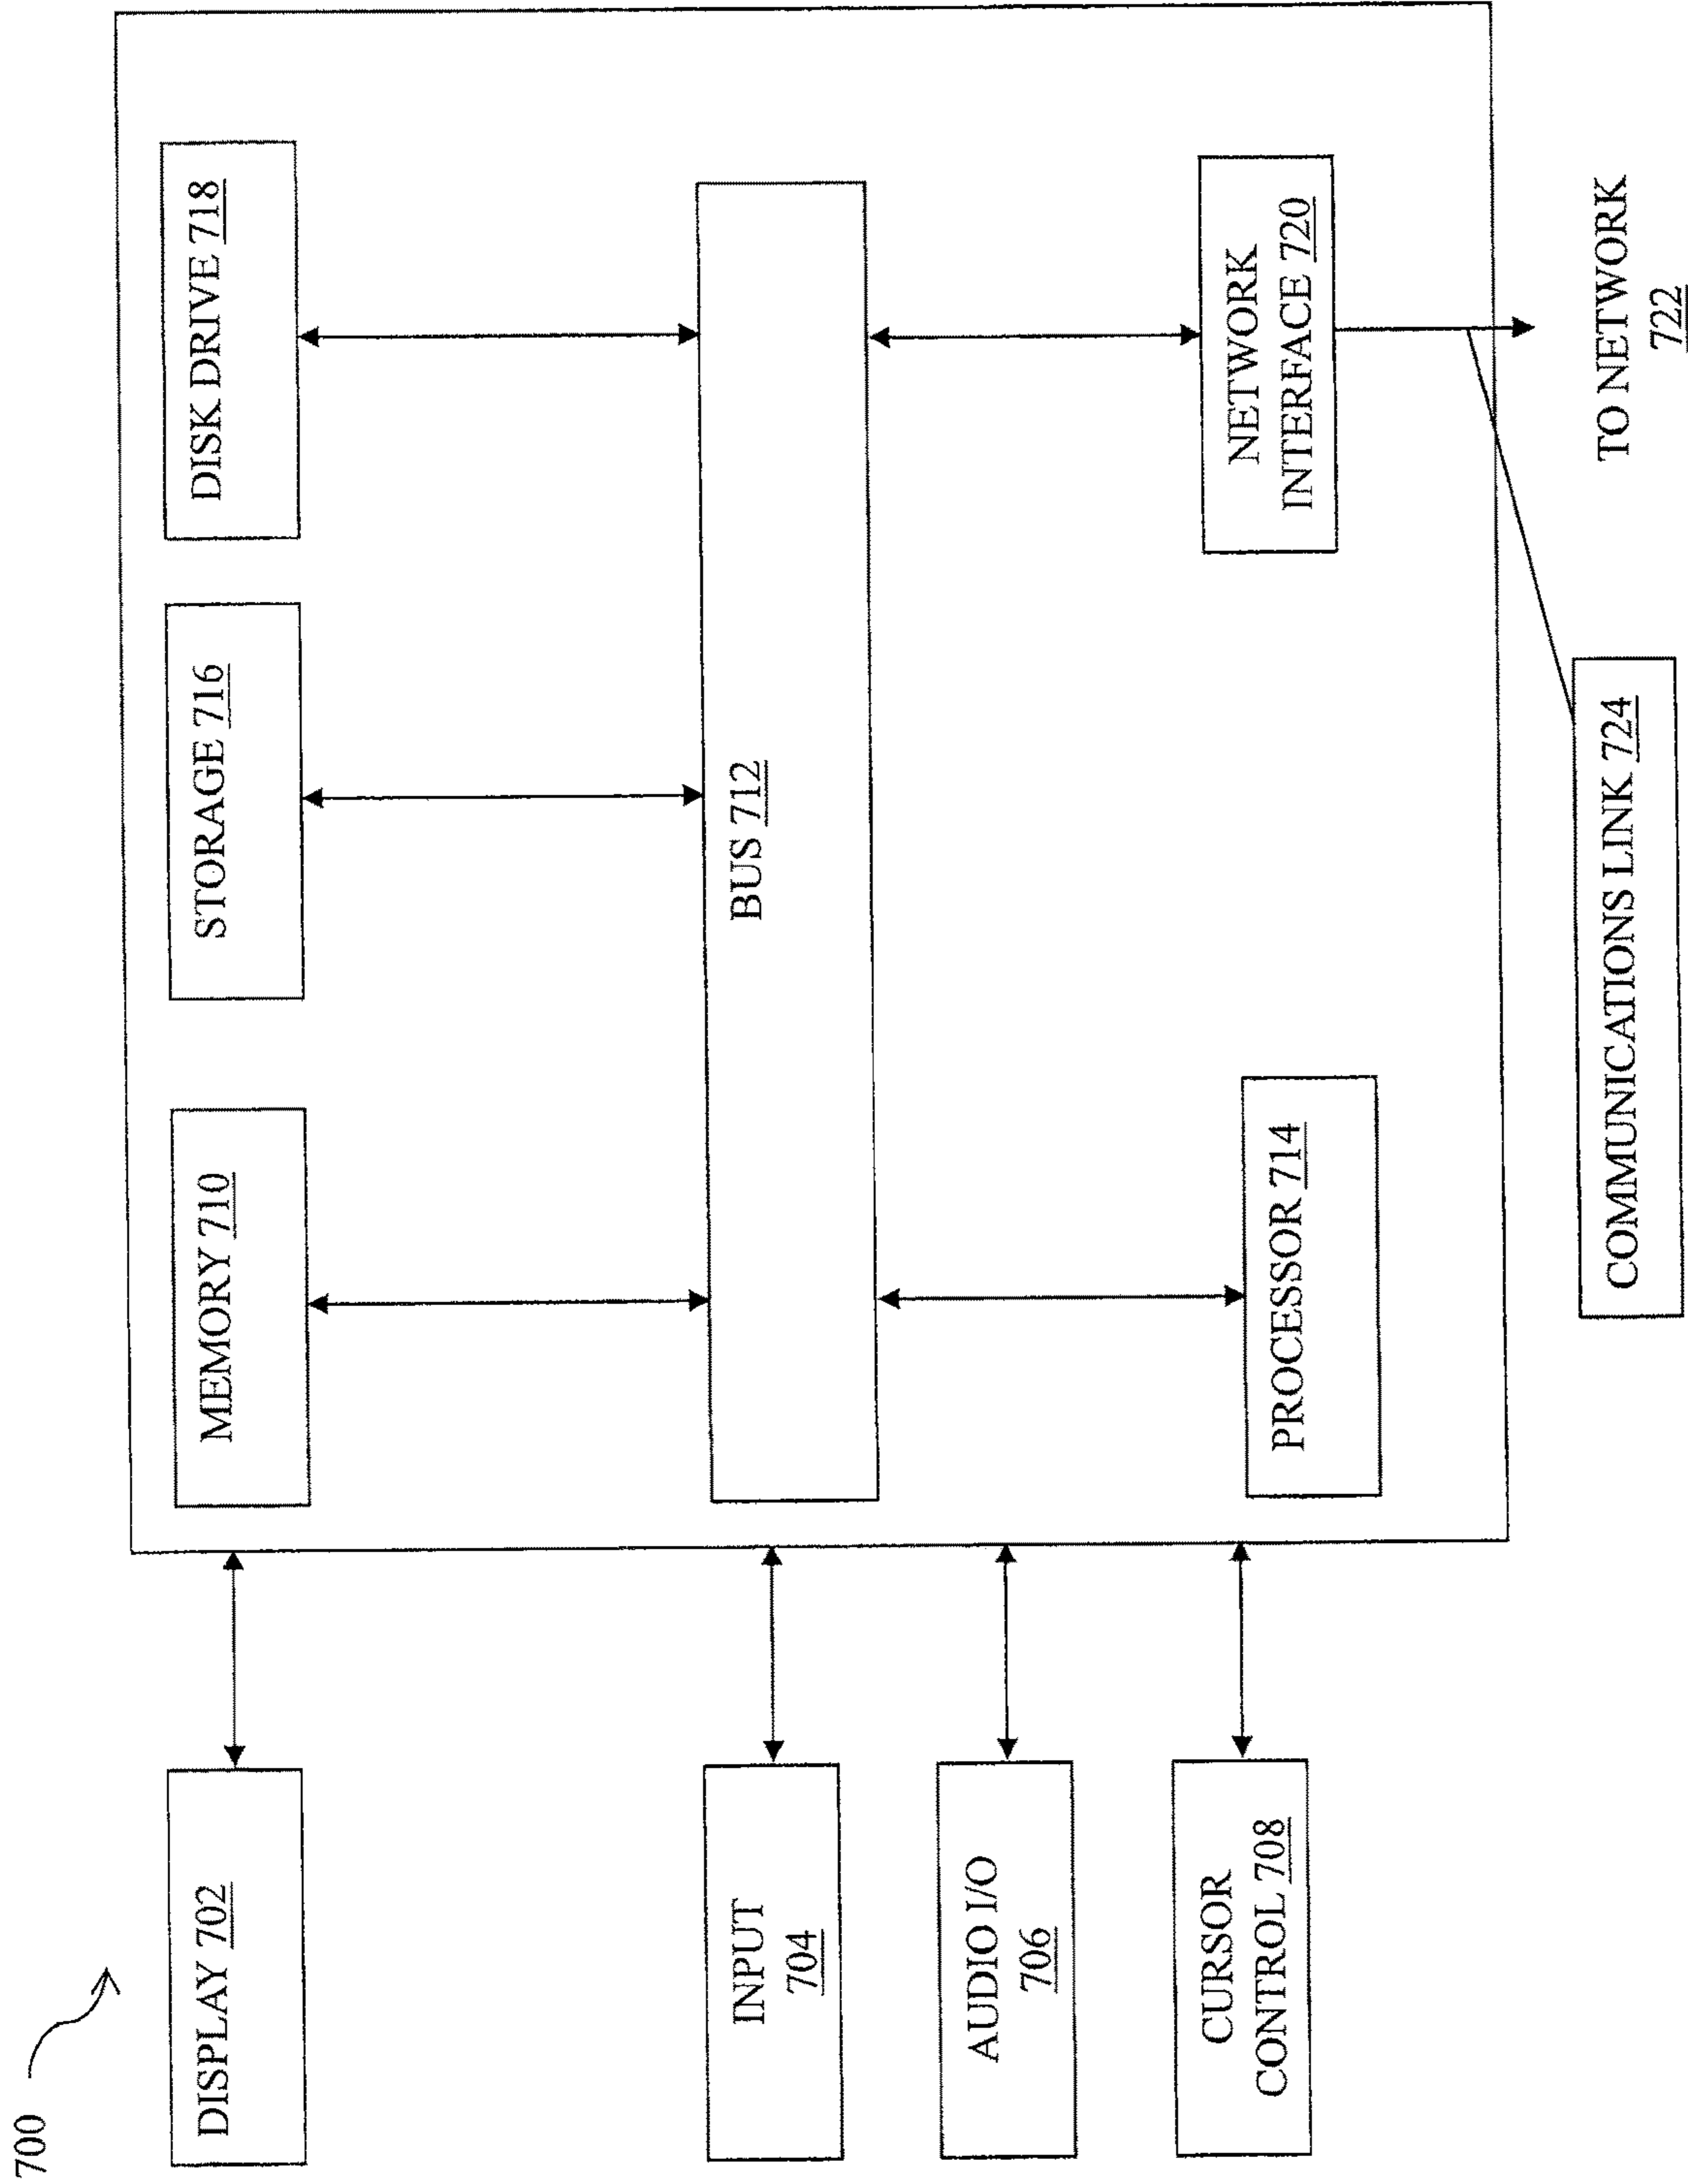 700
DISPLAY 702
INPUT
704
AUDIO I/O
706
CURSOR
CONTROL 708
MEMORY 710
STORAGE 716
DISK DRIVE 718
BUS 712
PROCESSOR 714
NETWORK
INTERFACE 720
COMMUNICATIONS LINK 724
TO NETWORK
722